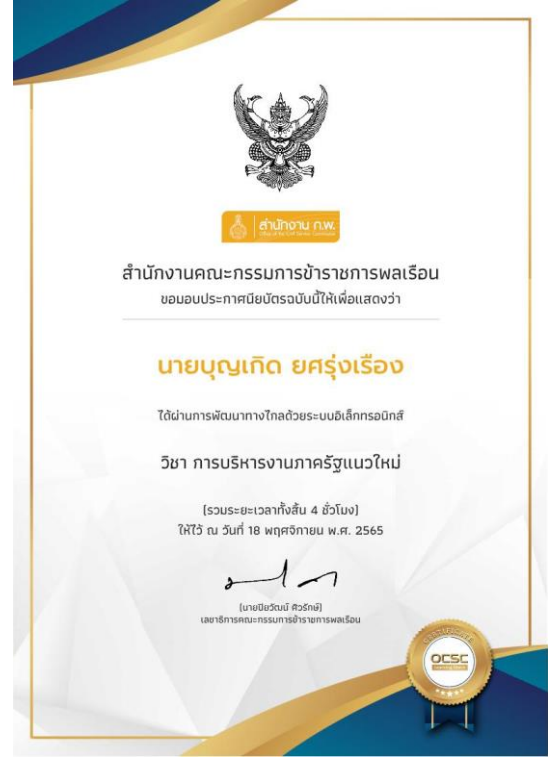 สำนักงาน ก.พ.
Office of the Civil Service Commission
สำนักงานคณะกรรมการข้าราชการพลเรือน
ขอมอบประกาศนียบัตรฉบับนี้ให้เพื่อแสดงว่า
นายบุญเกิด ยศรุ่งเรือง
ได้ผ่านการพัฒนาทางไกลด้วยระบบอิเล็กทรอนิกส์
วิชา การบริหารงานภาครัฐแนวใหม่
(รวมระยะเวลาทั้งสิ้น 4 ชั่วโมง)
ให้ไว้ ณ วันที่ 18 พฤศจิกายน พ.ศ. 2565
(นายปิยวัฒน์ ศิวรักษ์)
เลขาธิการคณะกรรมการข้าราชการพลเรือน
CERTIFICATE
OCSC